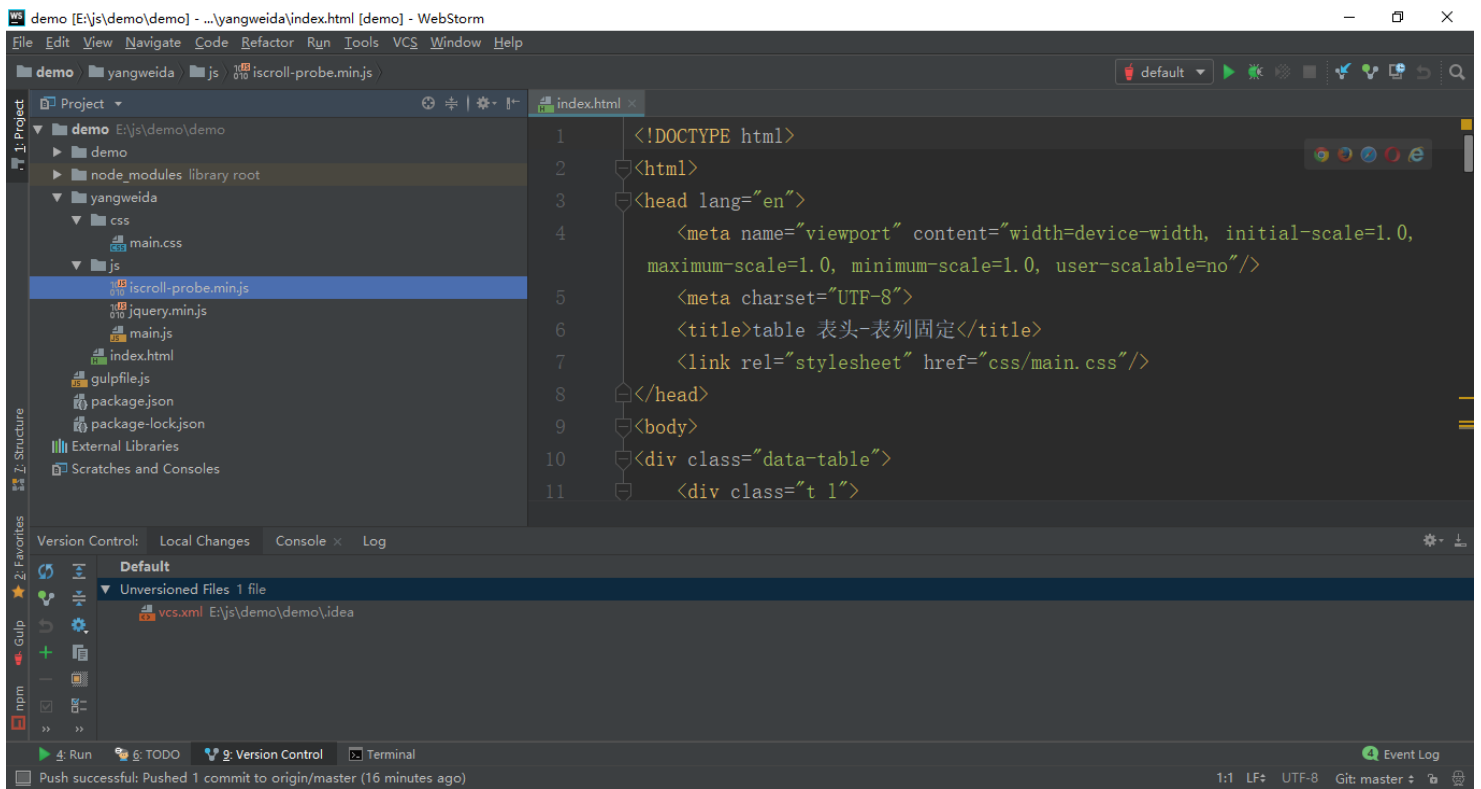 demo [E:\js\demo\demo] - ...\yangweida\index.html [demo] - WebStorm
File Edit View Navigate Code Refactor Run Tools VCS Window Help
demo yangweida js iscroll-probe.min.js
default
1: Project
Project
index.html
demo E:\js\demo\demo
demo
node_modules library root
yangweida
css
main.css
js
iscroll-probe.min.js
jquery.min.js
main.js
index.html
gulpfile.js
package.json
package-lock.json
External Libraries
Scratches and Consoles
1 <!DOCTYPE html>
2 <html>
3 <head lang="en">
4 <meta name="viewport" content="width=device-width, initial-scale=1.0,
maximum-scale=1.0, minimum-scale=1.0, user-scalable=no"/>
5 <meta charset="UTF-8">
6 <title>table 表头-表列固定</title>
7 <link rel="stylesheet" href="css/main.css"/>
8 </head>
9 <body>
10 <div class="data-table">
11 <div class="t_l">
7: Structure
2: Favorites
Gulp
npm
Version Control: Local Changes Console Log
Default
Unversioned Files 1 file
vcs.xml E:\js\demo\demo\.idea
4: Run 6: TODO 9: Version Control Terminal
4 Event Log
Push successful: Pushed 1 commit to origin/master (16 minutes ago)
1:1 LF UTF-8 Git: master